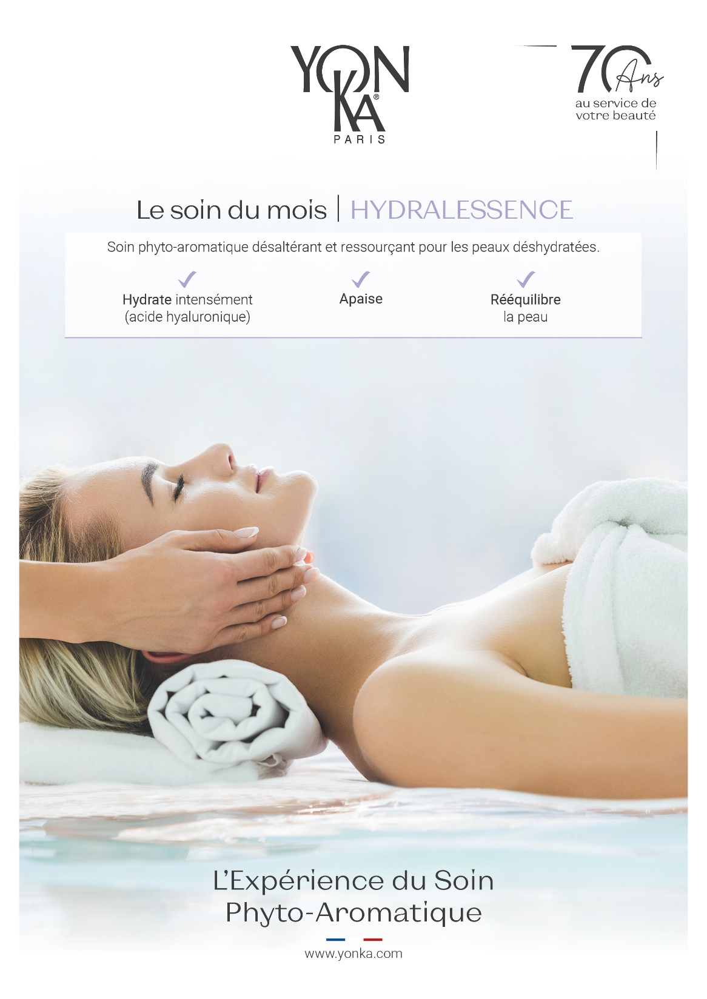 YON
KA®
PARIS
70 Ans
au service de
votre beauté
Le soin du mois | HYDRALESSENCE
Soin phyto-aromatique désaltérant et ressourçant pour les peaux déshydratées.
Hydrate intensément
(acide hyaluronique)
Apaise
Rééquilibre
la peau
L'Expérience du Soin
Phyto-Aromatique
www.yonka.com